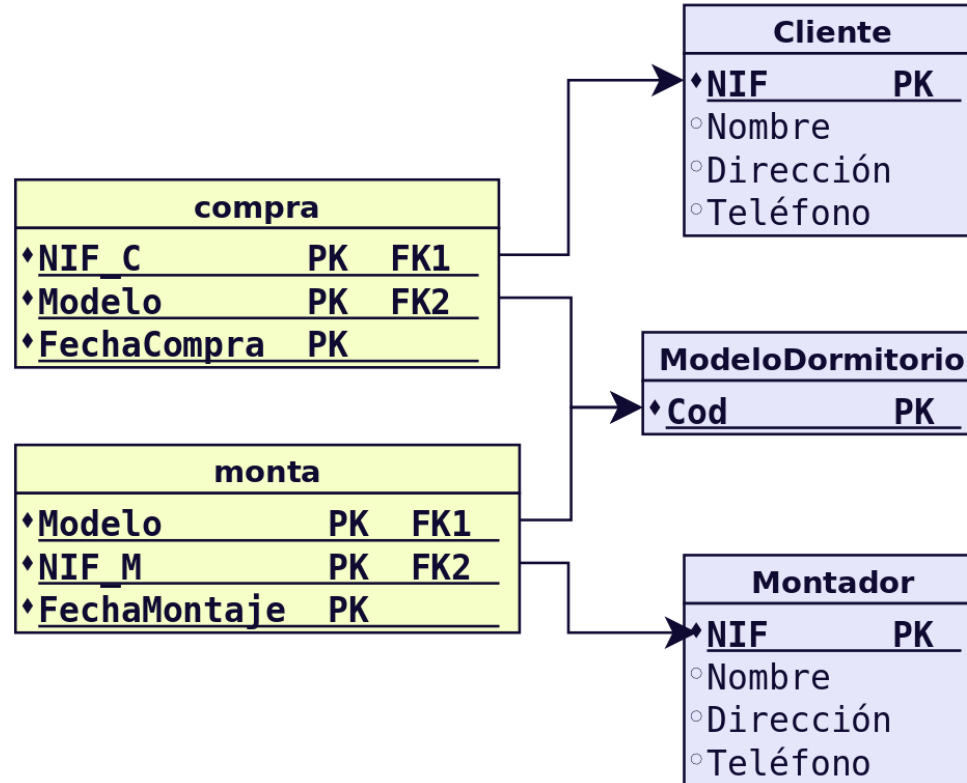 Cliente
NIF PK
Nombre
Dirección
Teléfono
compra
NIF_C PK FK1
Modelo PK FK2
FechaCompra PK
ModeloDormitorio
Cod PK
monta
Modelo PK FK1
NIF_M PK FK2
FechaMontaje PK
Montador
NIF PK
Nombre
Dirección
Teléfono